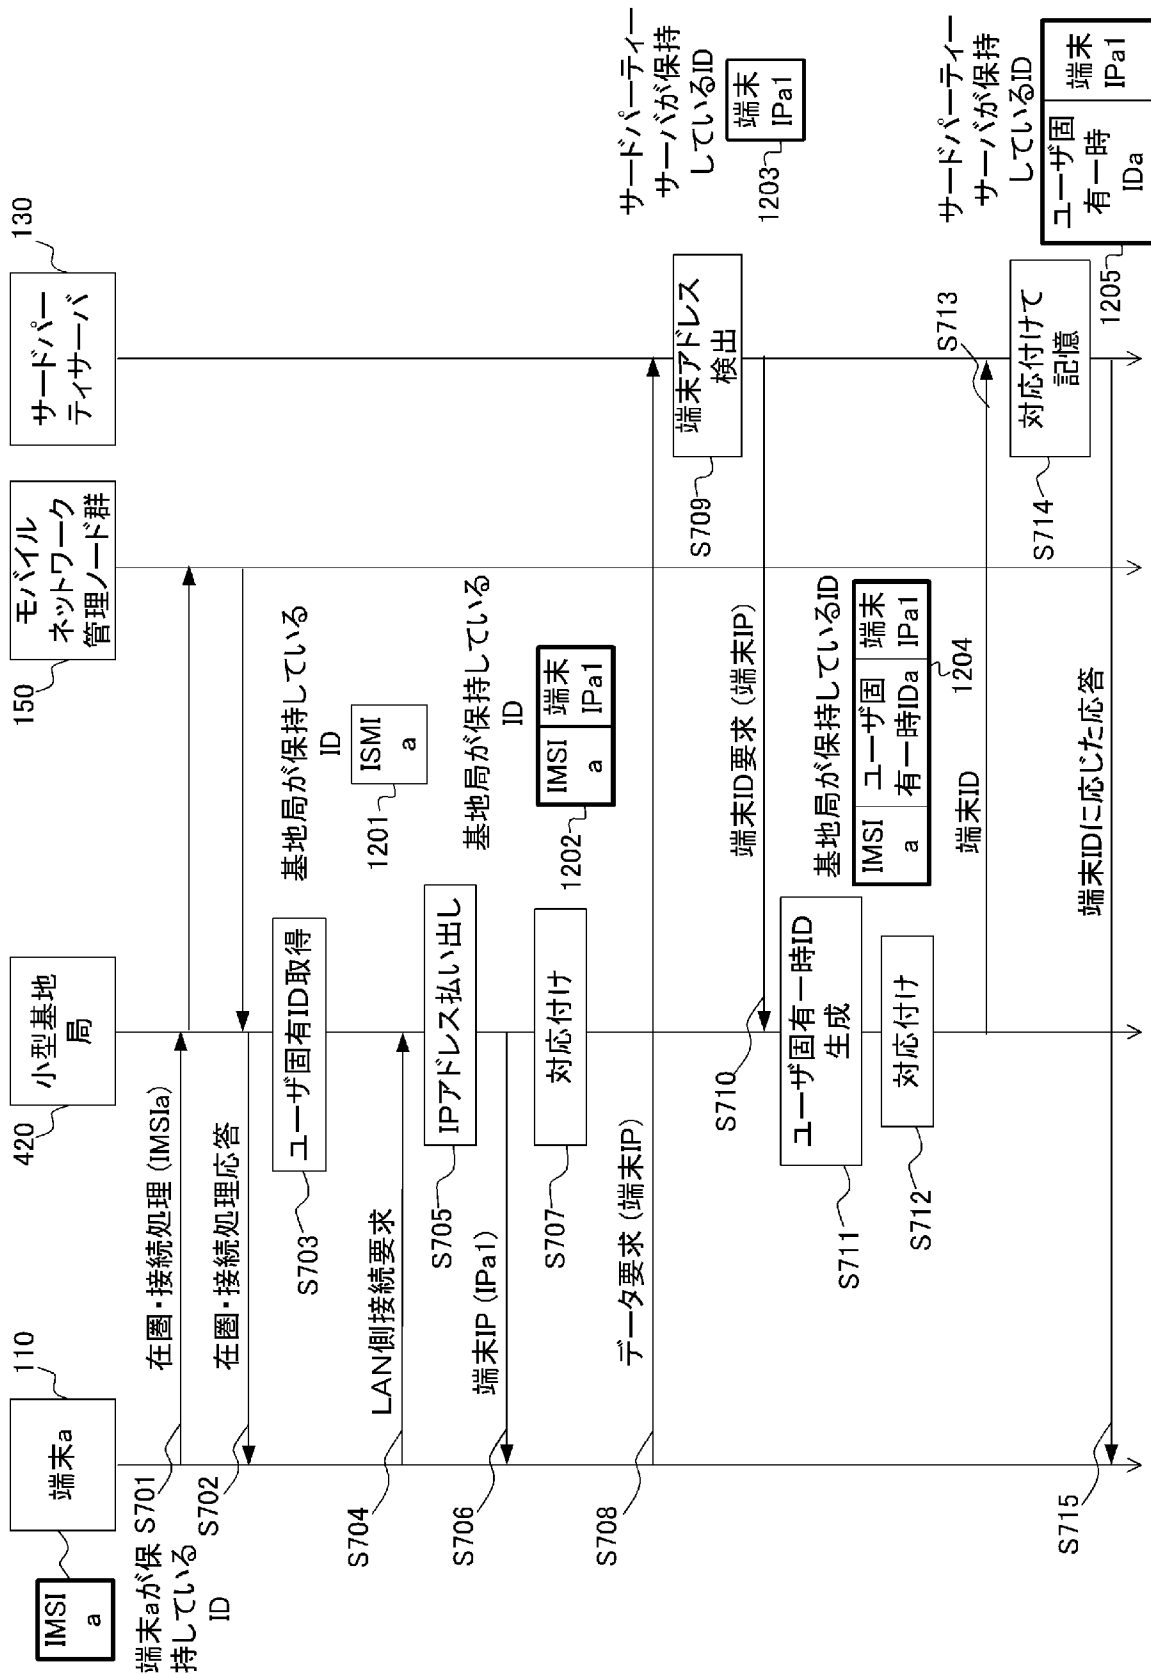 IMSI
a
端末aが保
持している
ID
端末a
110
小型基地
局
420
モバイル
ネットワーク
管理ノード群
150
サードパー
ティサーバ
130
S701
在圏・接続処理(IMSIa)
S702
在圏・接続処理応答
ユーザ固有ID取得
S703
基地局が保持している
ID
ISMI
a
1201
S704
LAN側接続要求
IPアドレス払い出し
S705
S706
端末IP(IPa1)
対応付け
S707
基地局が保持している
ID
IMSI
a
端末
IPa1
1202
S708
データ要求(端末IP)
端末アドレス
検出
S709
サードパーティー
サーバが保持
しているID
端末
IPa1
1203
S710
端末ID要求(端末IP)
ユーザ固有一時ID
生成
S711
対応付け
S712
基地局が保持しているID
IMSI
a
ユーザ固
有一時IDa
端末
IPa1
1204
端末ID
S713
対応付けて
記憶
S714
サードパーティー
サーバが保持
しているID
ユーザ固
有一時
IDa
端末
IPa1
1205
S715
端末IDに応じた応答